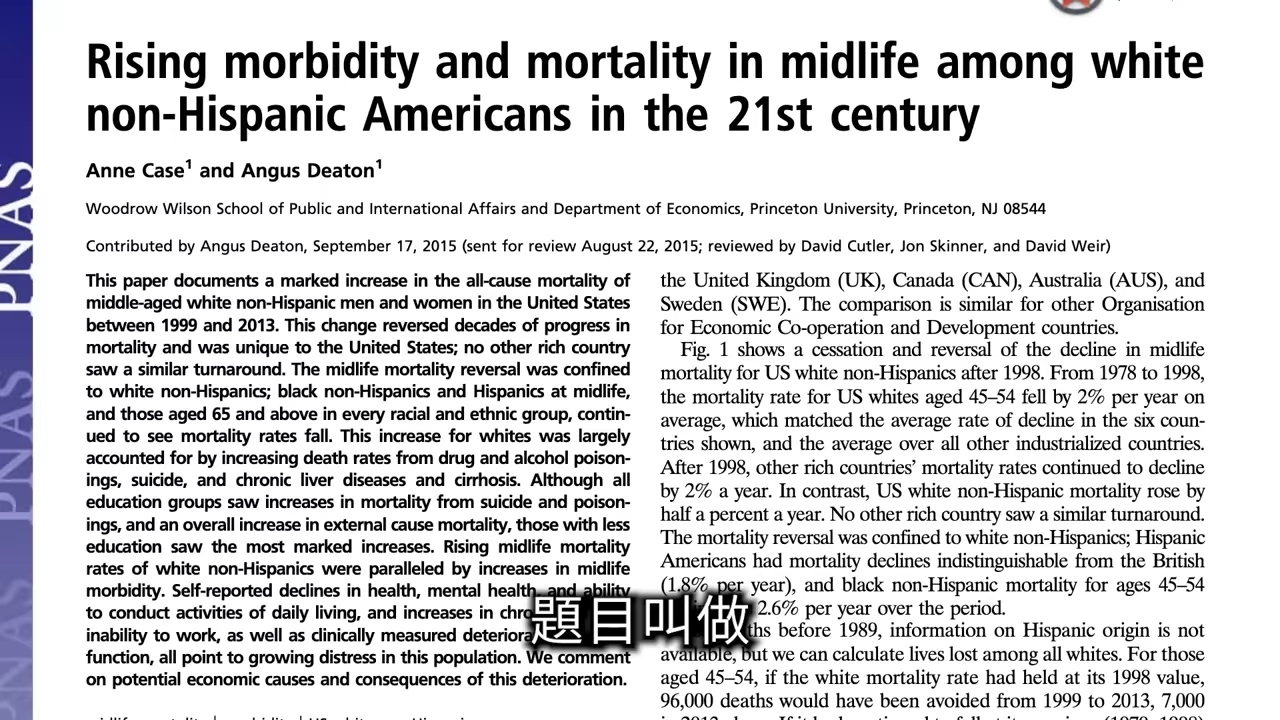 PNAS
PNAS
PNAS
Rising morbidity and mortality in midlife among white
non-Hispanic Americans in the 21st century
Anne Case1 and Angus Deaton1
Woodrow Wilson School of Public and International Affairs and Department of Economics, Princeton University, Princeton, NJ 08544
Contributed by Angus Deaton, September 17, 2015 (sent for review August 22, 2015; reviewed by David Cutler, Jon Skinner, and David Weir)
This paper documents a marked increase in the all-cause mortality of
middle-aged white non-Hispanic men and women in the United States
between 1999 and 2013. This change reversed decades of progress in
mortality and was unique to the United States; no other rich country
saw a similar turnaround. The midlife mortality reversal was confined
to white non-Hispanics; black non-Hispanics and Hispanics at midlife,
and those aged 65 and above in every racial and ethnic group, contin-
ued to see mortality rates fall. This increase for whites was largely
accounted for by increasing death rates from drug and alcohol poison-
ings, suicide, and chronic liver diseases and cirrhosis. Although all
education groups saw increases in mortality from suicide and poison-
ings, and an overall increase in external cause mortality, those with less
education saw the most marked increases. Rising midlife mortality
rates of white non-Hispanics were paralleled by increases in midlife
morbidity. Self-reported declines in health, mental health, and ability
to conduct activities of daily living, and increases in
inability to work, as well as clinically measured
function, all point to growing distress in this population. We comment
on potential economic causes and consequences of this deterioration.
the United Kingdom (UK), Canada (CAN), Australia (AUS), and
Sweden (SWE). The comparison is similar for other Organisation
for Economic Co-operation and Development countries.
Fig. 1 shows a cessation and reversal of the decline in midlife
mortality for US white non-Hispanics after 1998. From 1978 to 1998,
the mortality rate for US whites aged 45–54 fell by 2% per year on
average, which matched the average rate of decline in the six coun-
tries shown, and the average over all other industrialized countries.
After 1998, other rich countries' mortality rates continued to decline
by 2% a year. In contrast, US white non-Hispanic mortality rose by
half a percent a year. No other rich country saw a similar turnaround.
The mortality reversal was confined to white non-Hispanics; Hispanic
Americans had mortality declines indistinguishable from the British
(1.8% per year), and black non-Hispanic mortality for ages 45–54
2.6% per year over the period.
before 1989, information on Hispanic origin is not
available, but we can calculate lives lost among all whites. For those
aged 45–54, if the white mortality rate had held at its 1998 value,
96,000 deaths would have been avoided from 1999 to 2013, 7,000
題目叫做